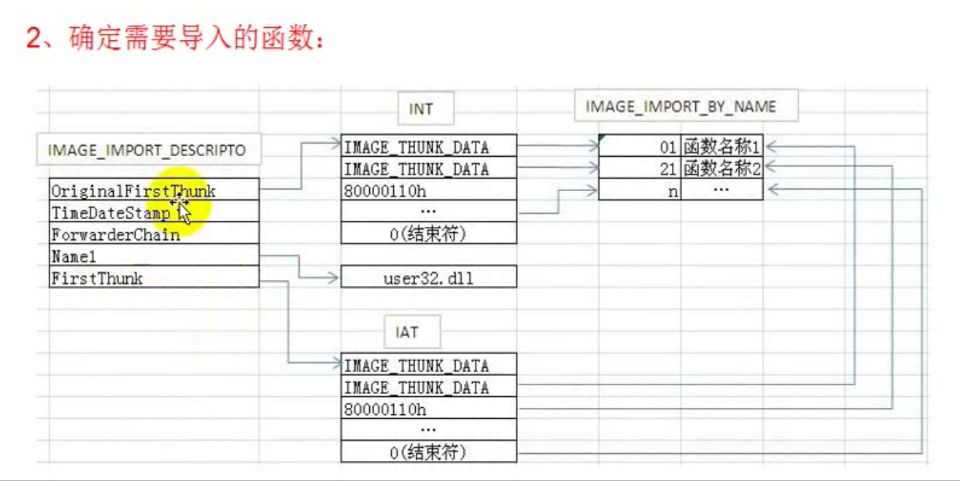 2、确定需要导入的函数：
INT
IMAGE_IMPORT_BY_NAME
IMAGE_IMPORT_DESCRIPTO
IMAGE_THUNK_DATA
01 函数名称1
IMAGE_THUNK_DATA
21 函数名称2
OriginalFirstThunk
80000110h
n …
TimeDateStamp
…
ForwarderChain
0(结束符)
Name1
FirstThunk
user32.dll
IAT
IMAGE_THUNK_DATA
IMAGE_THUNK_DATA
80000110h
…
0(结束符)